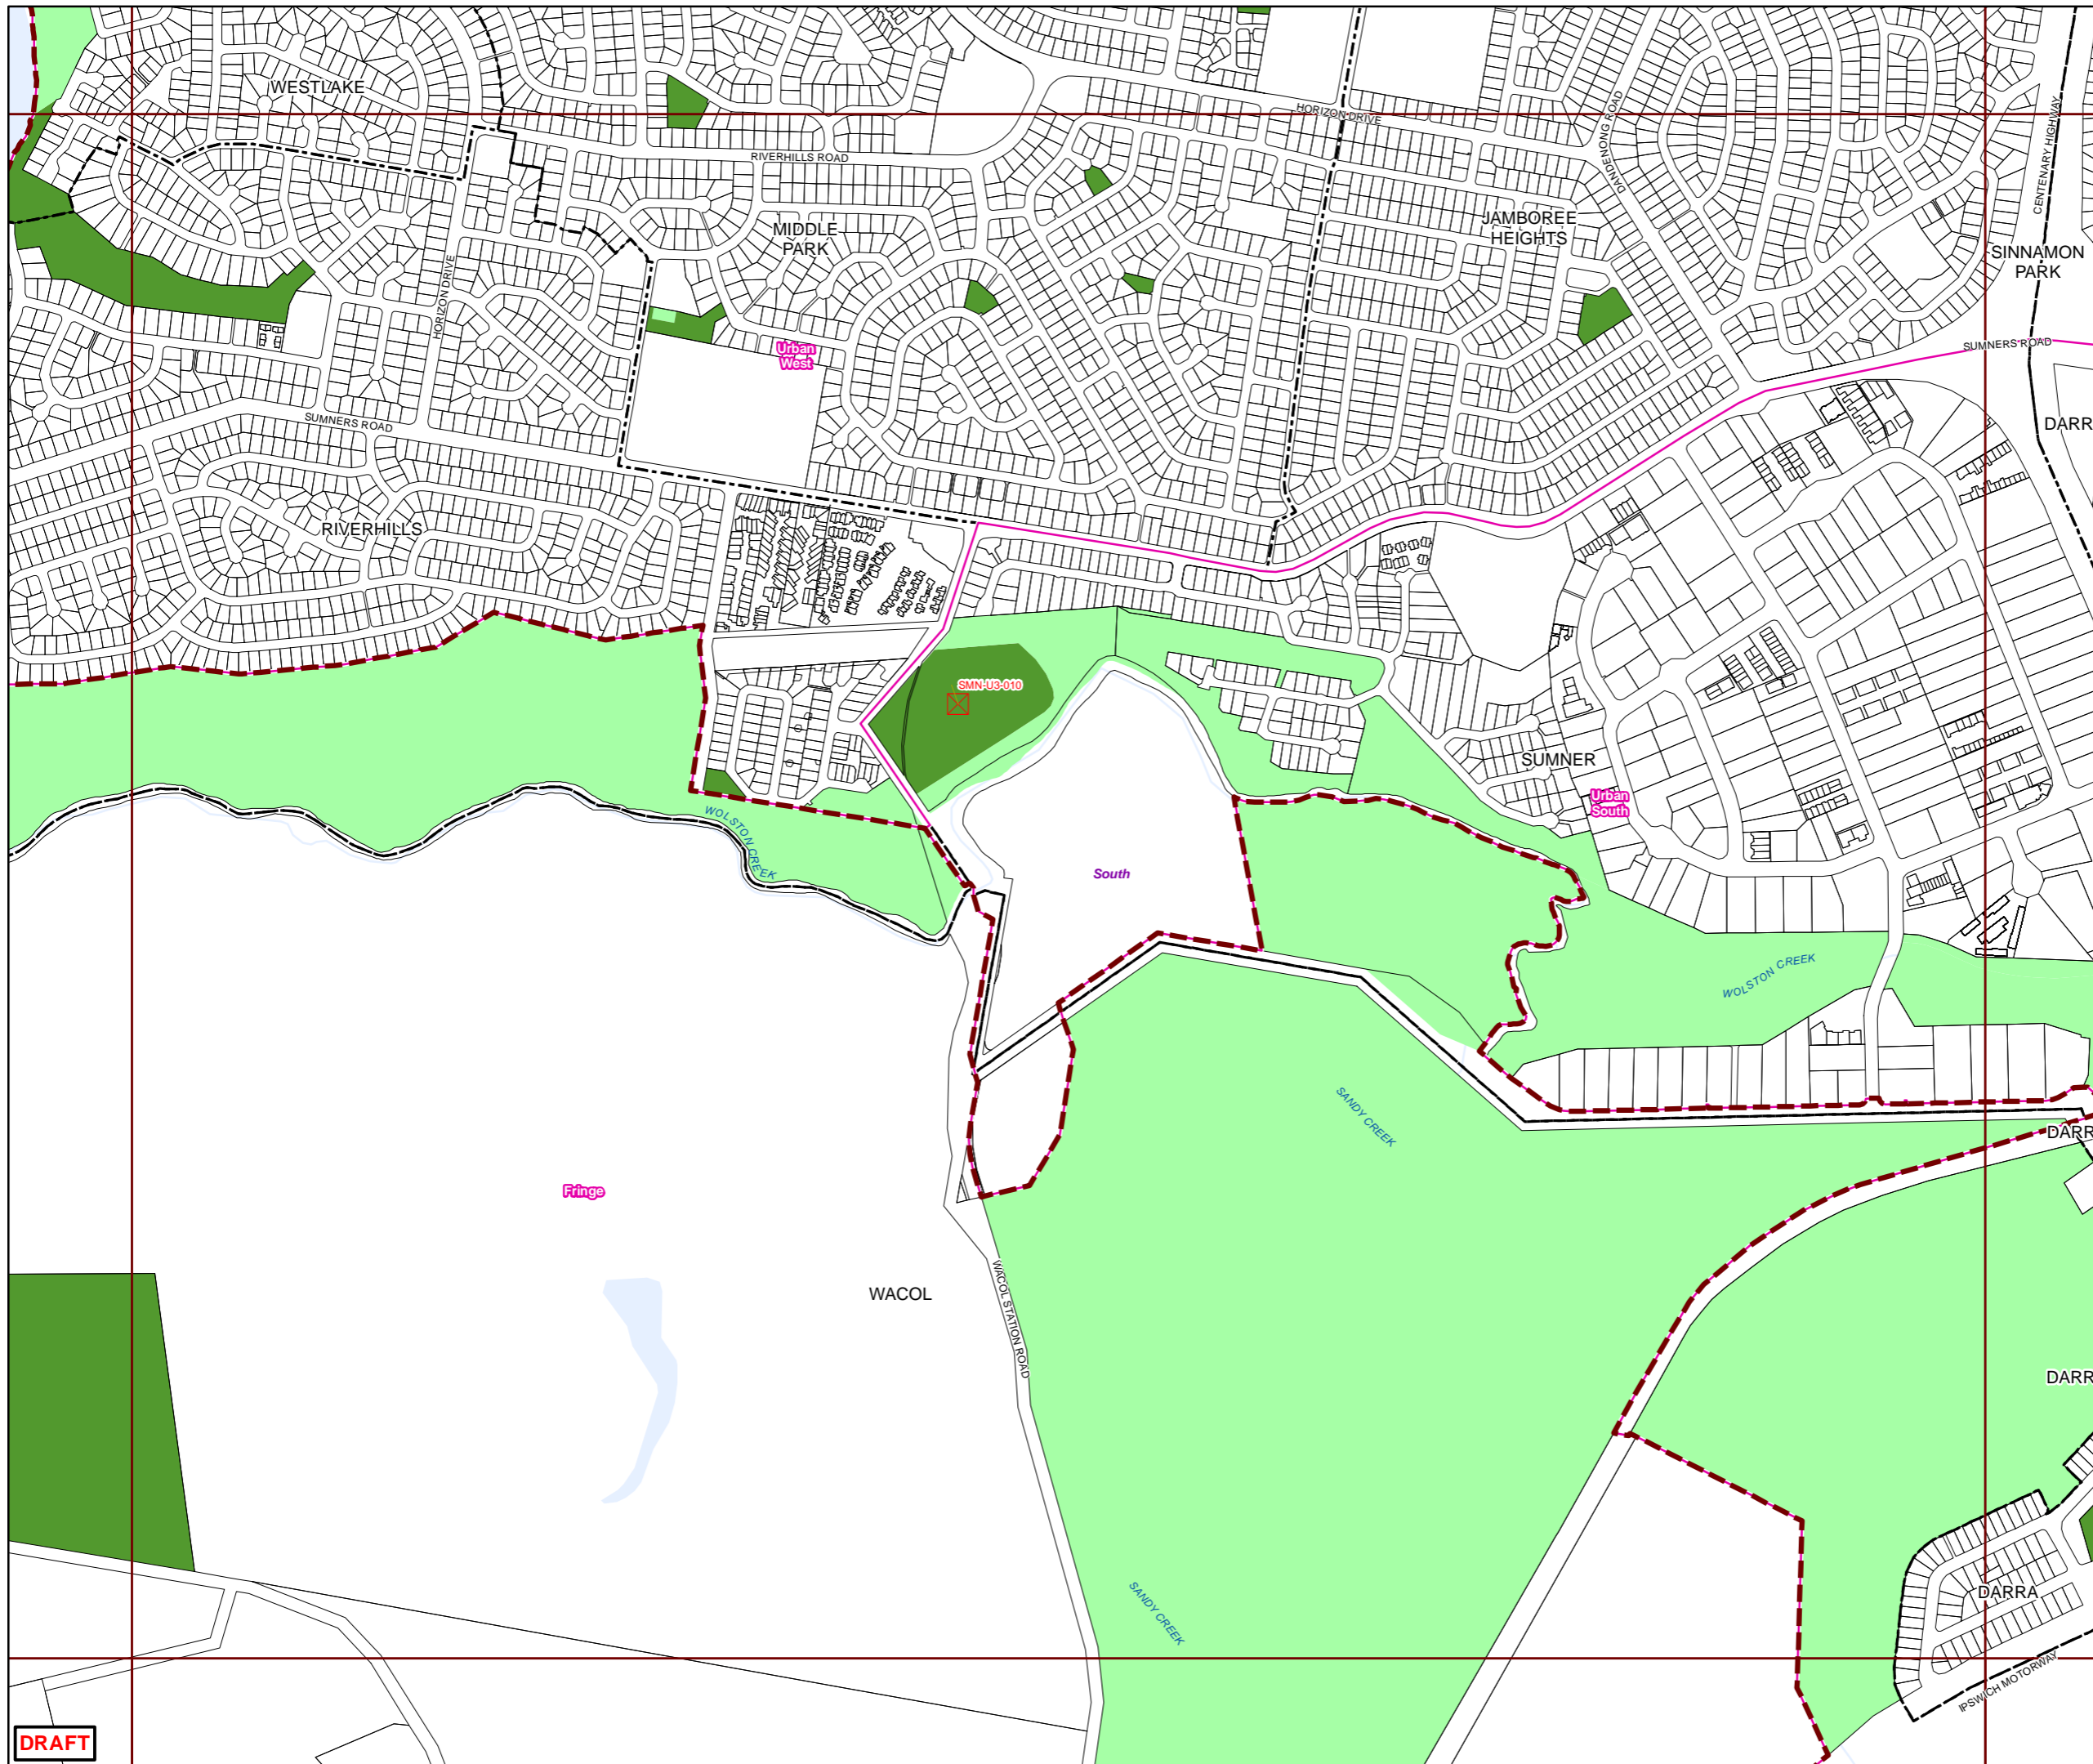 WESTLAKE
HORIZON DRIVE
DANDENONG ROAD
CENTENARY HIGHWAY
RIVERHILLS ROAD
MIDDLE
PARK
JAMBOREE
HEIGHTS
SINNAMON
PARK
HORIZON DRIVE
Urban
West
SUMNERS ROAD
SUMNERS ROAD
DARR
RIVERHILLS
SMN-U3-010
SUMNER
Urban
South
WOLSTON CREEK
South
WOLSTON CREEK
SANDY CREEK
DARR
Fringe
WACOL
WACOL STATION ROAD
DARR
SANDY CREEK
DARRA
IPSWICH MOTORWAY
DRAFT